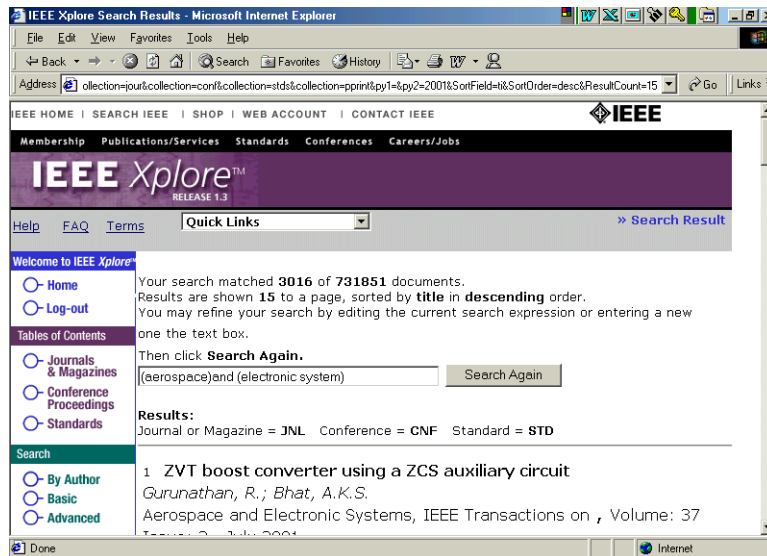 IEEE Xplore Search Results - Microsoft Internet Explorer
File Edit View Favorites Tools Help
Back Search Favorites History
Address ollection=jour&collection=conf&collection=stds&collection=pprint&py1=&py2=2001&SortField=ti&SortOrder=desc&ResultCount=15 Go Links
IEEE HOME | SEARCH IEEE | SHOP | WEB ACCOUNT | CONTACT IEEE IEEE
Membership Publications/Services Standards Conferences Careers/Jobs
IEEE Xplore™
RELEASE 1.3
Help FAQ Terms Quick Links » Search Result
Welcome to IEEE Xplore™
Home
Log-out
Tables of Contents
Journals
& Magazines
Conference
Proceedings
Standards
Search
By Author
Basic
Advanced
Your search matched 3016 of 731851 documents.
Results are shown 15 to a page, sorted by title in descending order.
You may refine your search by editing the current search expression or entering a new
one the text box.
Then click Search Again.
(aerospace)and (electronic system) Search Again
Results:
Journal or Magazine = JNL Conference = CNF Standard = STD
1 ZVT boost converter using a ZCS auxiliary circuit
Gurunathan, R.; Bhat, A.K.S.
Aerospace and Electronic Systems, IEEE Transactions on , Volume: 37
Done Internet